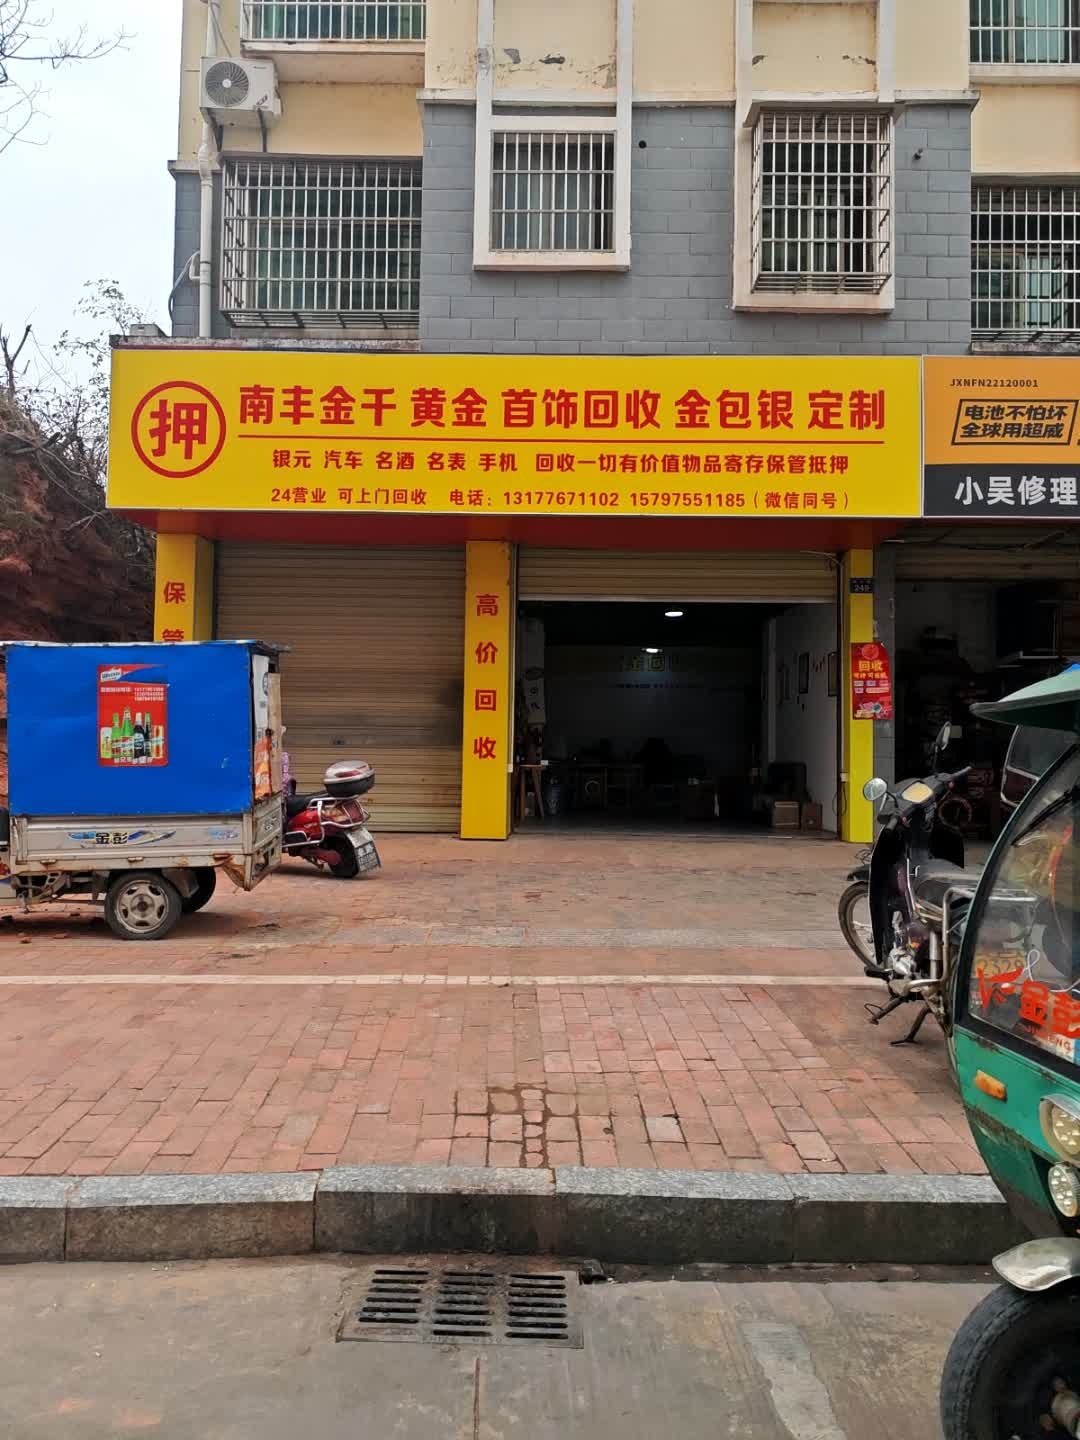 押
南丰金千 黄金 首饰回收 金包银 定制
银元 汽车 名酒 名表 手机 回收一切有价值物品寄存保管抵押
24营业 可上门回收 电话：13177671102 15797551185（微信同号）
JXNFN22120001
电池不怕坏
全球用超威
小吴修理
保管
高价回收
249
回收
金彭
金彭